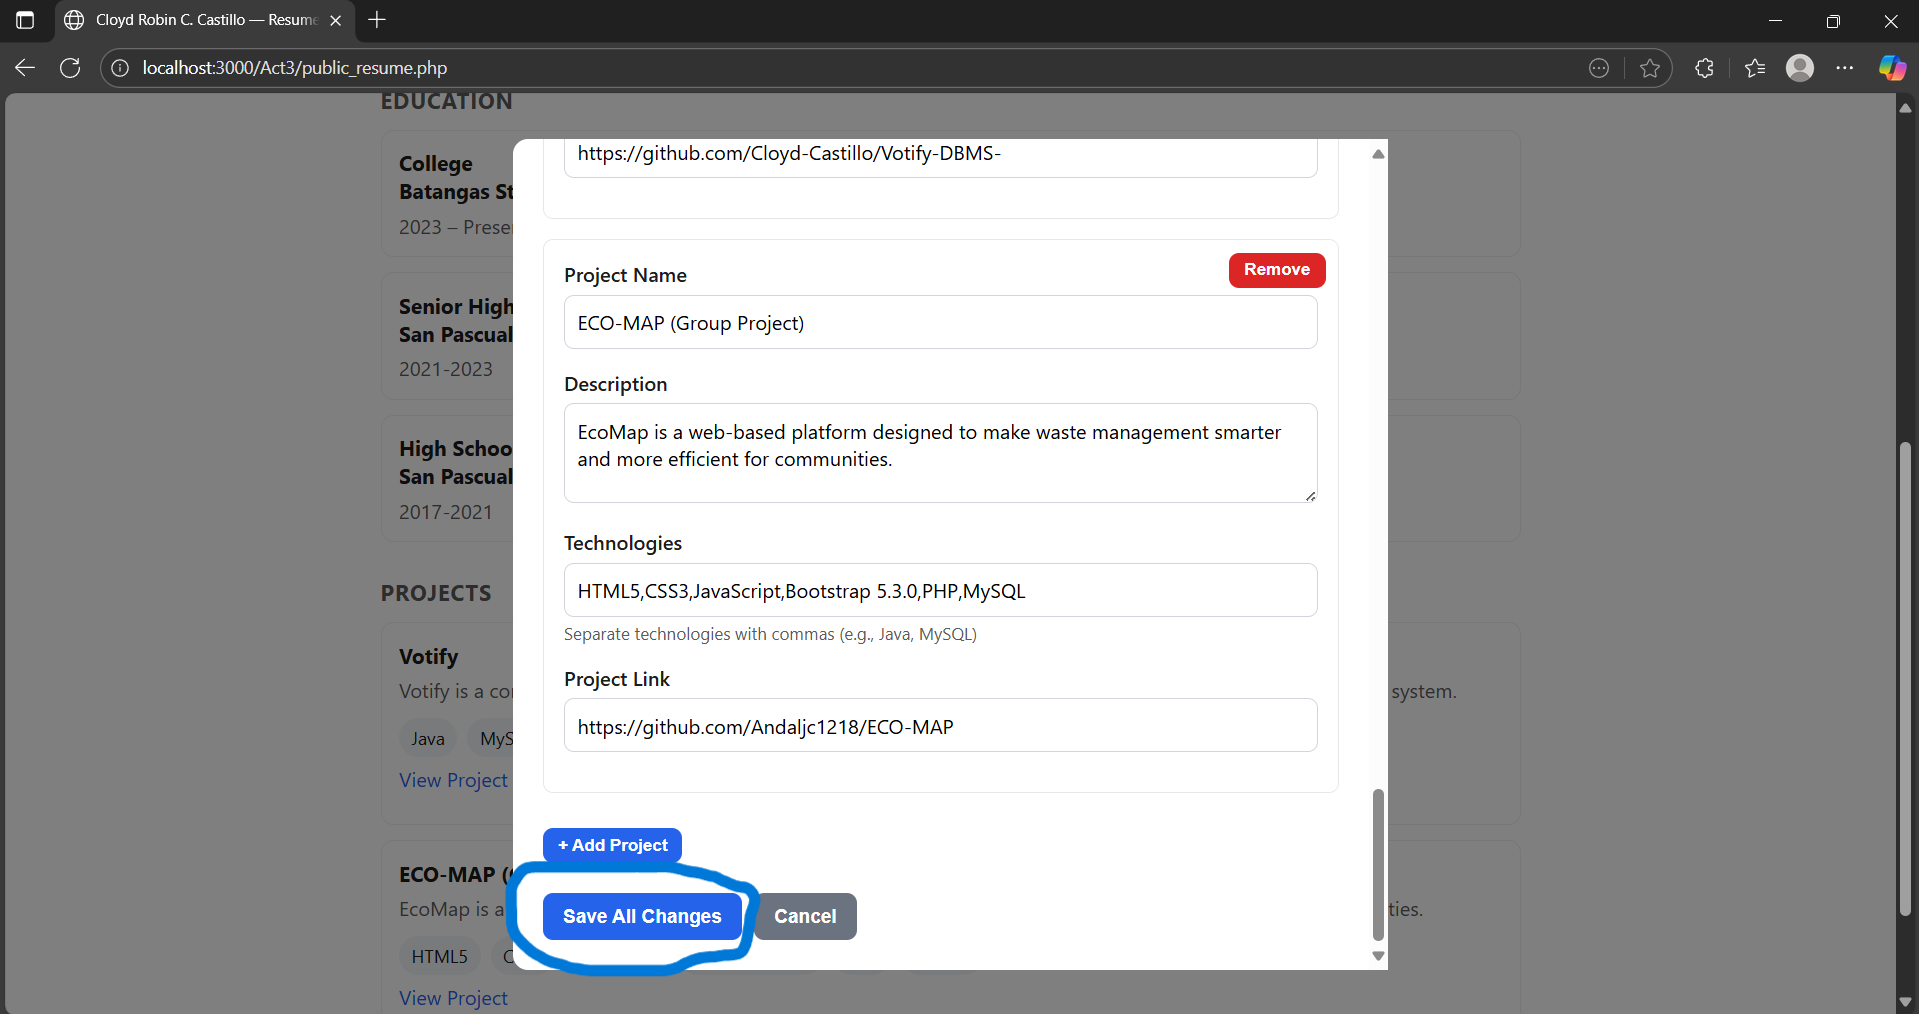 Cloyd Robin C. Castillo — Resume
localhost:3000/Act3/public_resume.php
EDUCATION
College
Batangas St
2023 – Prese
Senior High
San Pascual
2021-2023
High Schoo
San Pascual
2017-2021
PROJECTS
Votify
Votify is a co
system.
Java
MyS
View Project
ECO-MAP (
EcoMap is a
ties.
HTML5
C
View Project
https://github.com/Cloyd-Castillo/Votify-DBMS-
Project Name
Remove
ECO-MAP (Group Project)
Description
EcoMap is a web-based platform designed to make waste management smarter
and more efficient for communities.
Technologies
HTML5,CSS3,JavaScript,Bootstrap 5.3.0,PHP,MySQL
Separate technologies with commas (e.g., Java, MySQL)
Project Link
https://github.com/Andaljc1218/ECO-MAP
+ Add Project
Save All Changes
Cancel